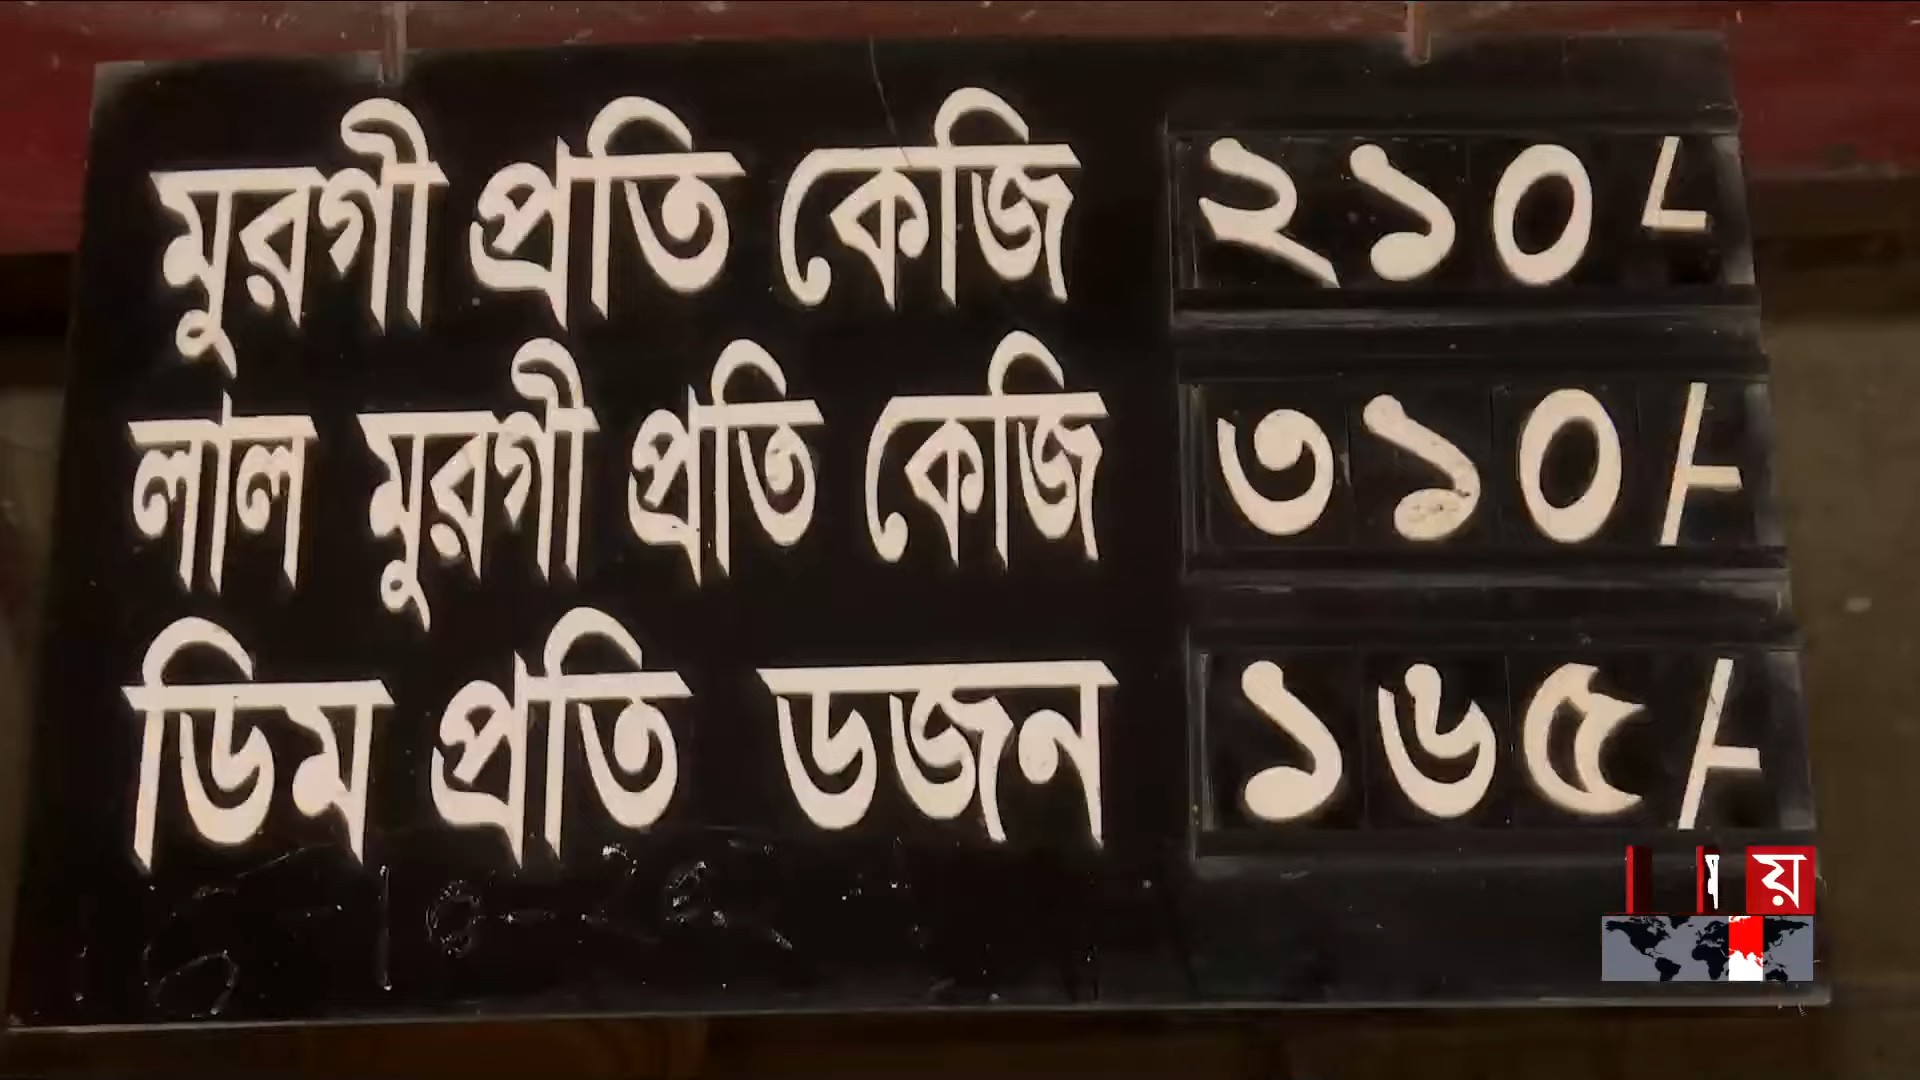 মুরগী প্রতি কেজি ২১০/-
লাল মুরগী প্রতি কেজি ৩১০/-
ডিম প্রতি ডজন ১৬৫/-